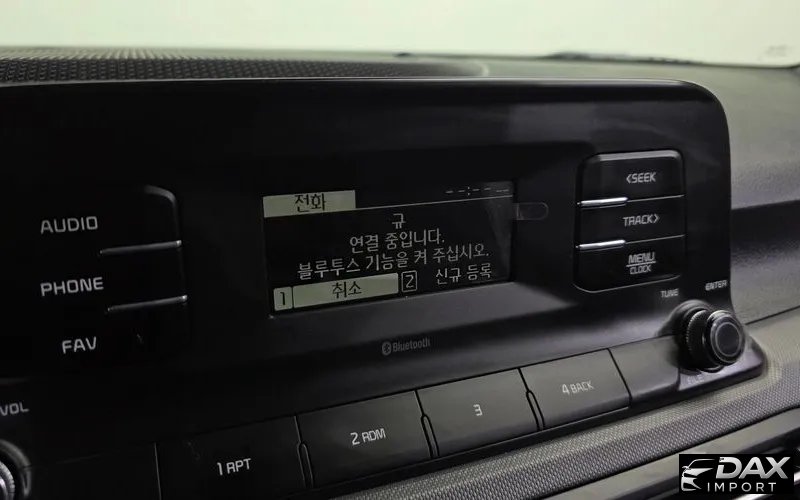 AUDIO
PHONE
FAV
VOL
전화
--:--
규
연결 중입니다.
블루투스 기능을 켜 주십시오.
1 취소 2 신규 등록
Bluetooth
<SEEK
TRACK>
MENU
CLOCK
TUNE ENTER
FILE
1 RPT
2 RDM
3
4 BACK
DAX
IMPORT